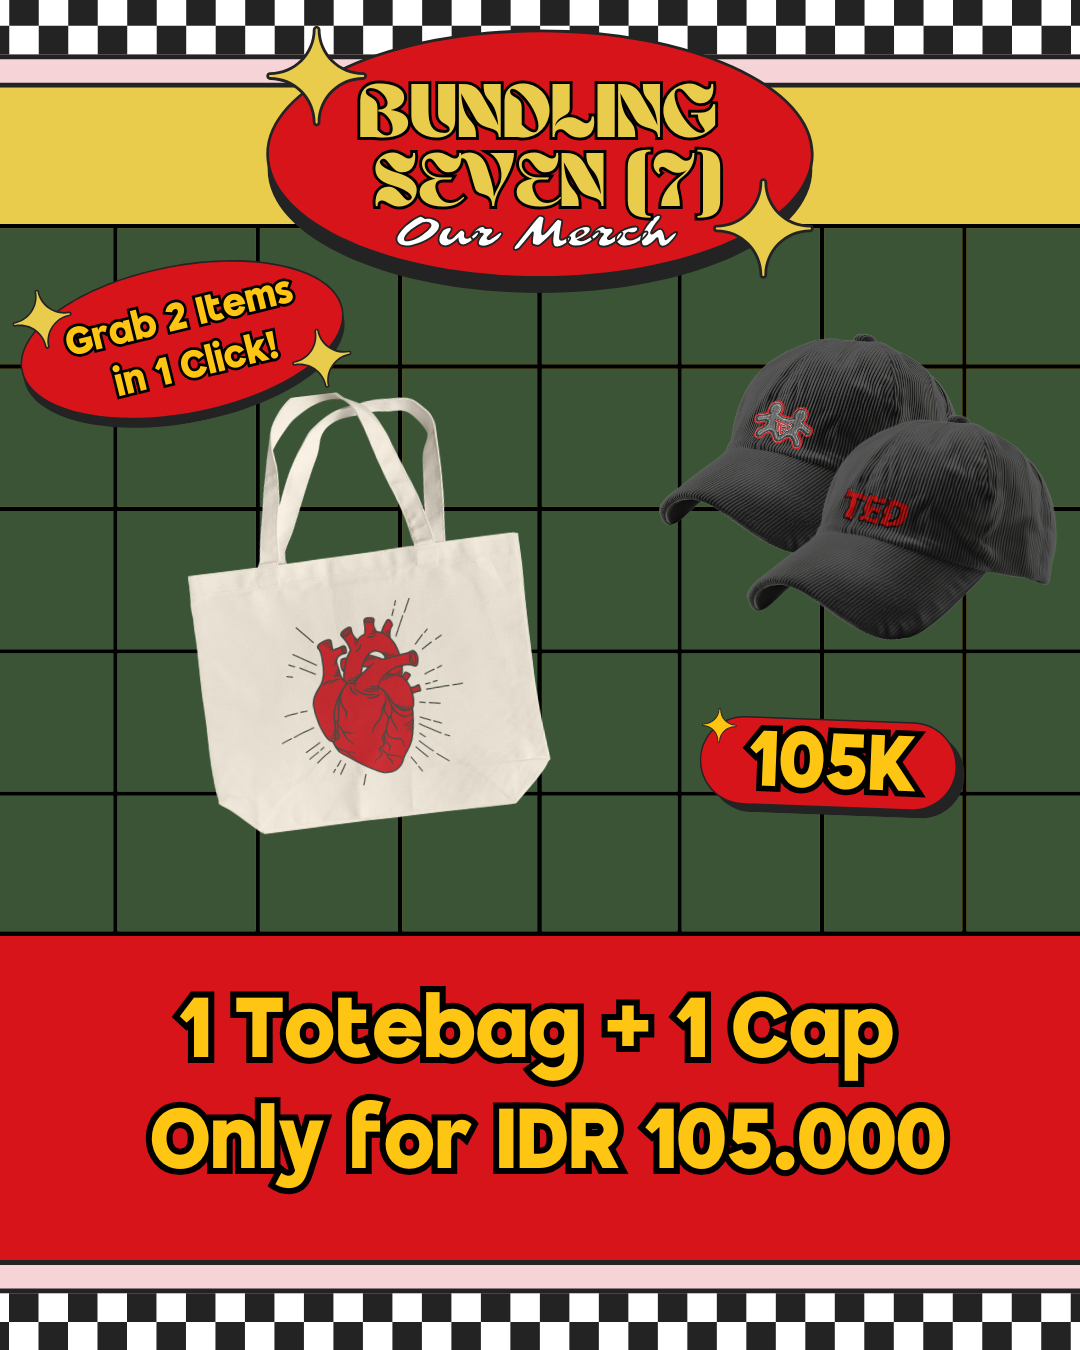 BUNDLING
SEVEN (7)
Our Merch
Grab 2 Items
in 1 Click!
TED
105K
1 Totebag + 1 Cap
Only for IDR 105.000